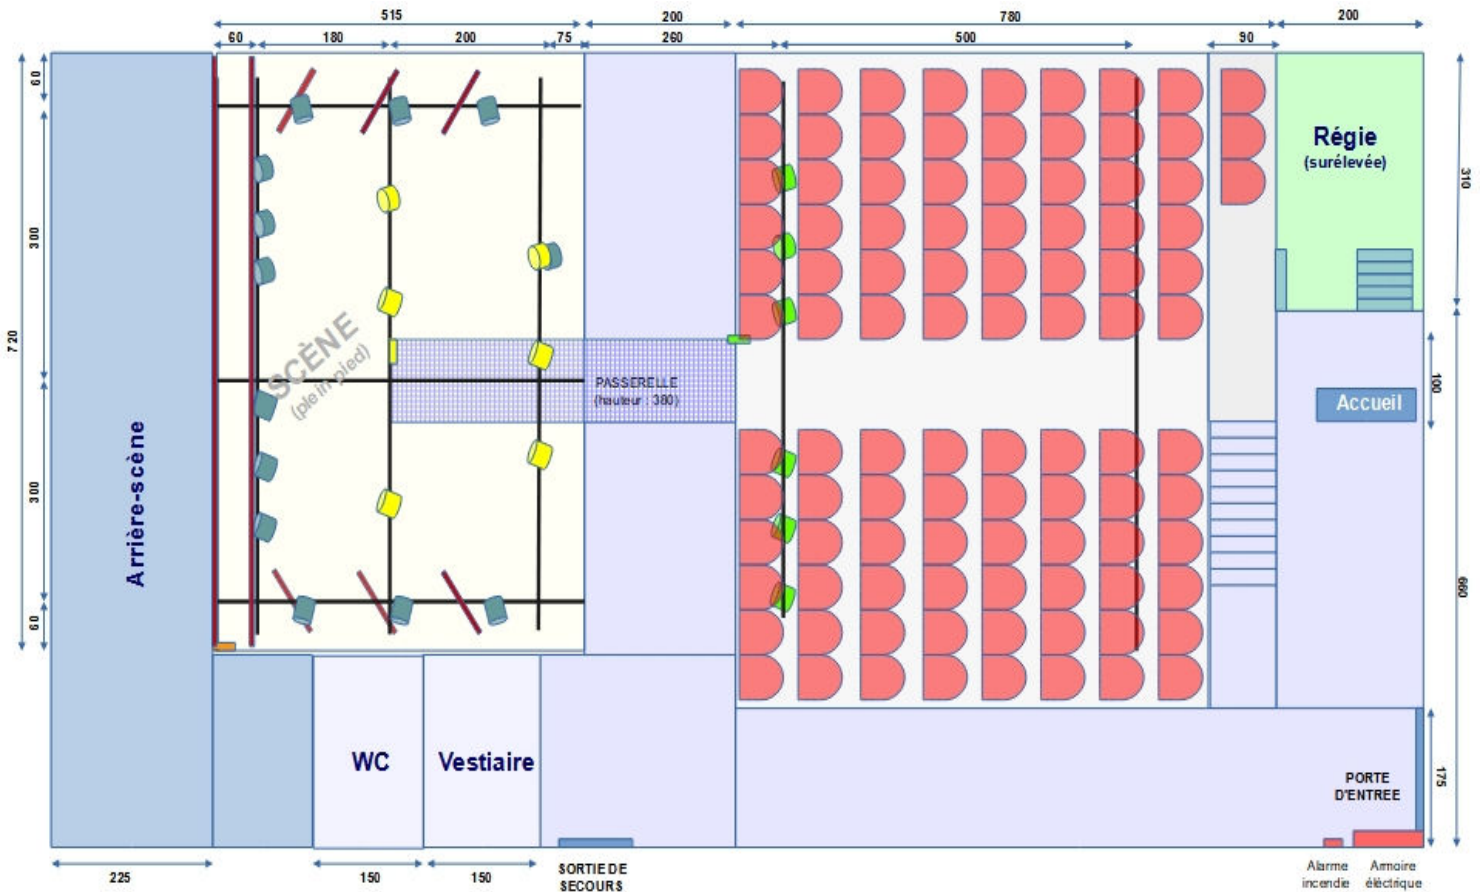 515
200
780
200
60
180
200
75
260
500
90
60
300
720
300
60
Régie
(surélevée)
310
SCÈNE
(plein pied)
PASSERELLE
(hauteur : 380)
100
Accueil
Arrière-scène
660
WC
Vestiaire
PORTE
D'ENTREE
175
225
150
150
SORTIE DE
SECOURS
Alarme
incendie
Armoire
éléctrique